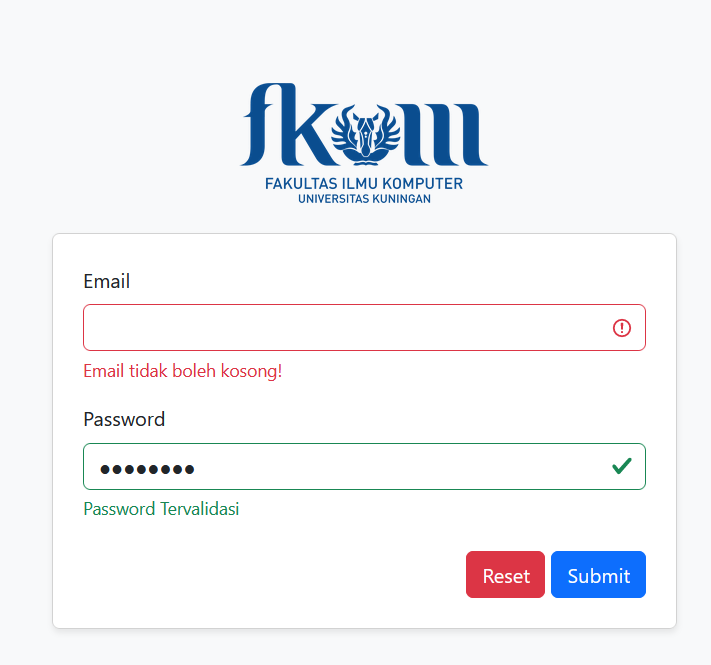 fkom
FAKULTAS ILMU KOMPUTER
UNIVERSITAS KUNINGAN
Email
Email tidak boleh kosong!
Password
●●●●●●●●
Password Tervalidasi
Reset Submit